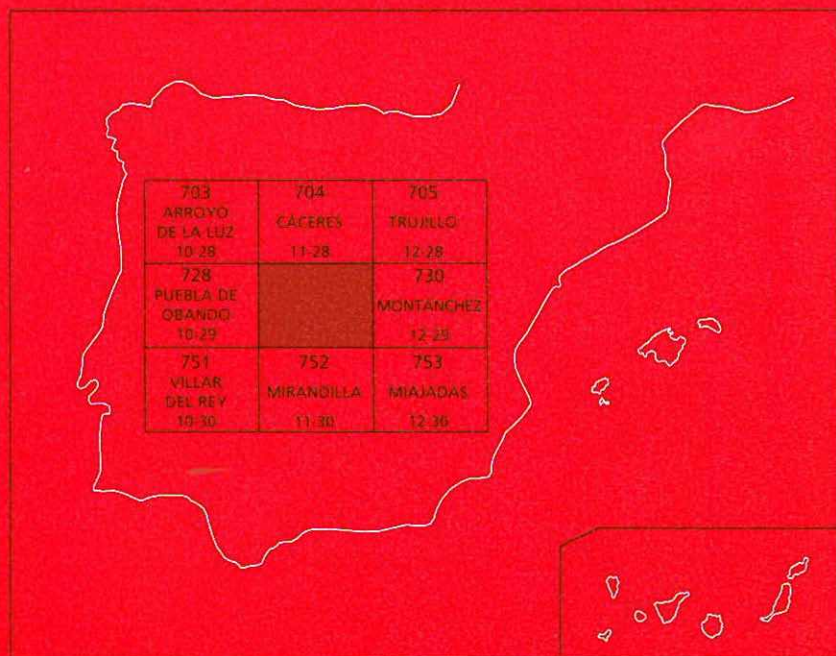 703
ARROYO
DE LA LUZ
10-28
704
CÁCERES
11-28
705
TRUJILLO
12-28
728
PUEBLA DE
OBANDO
10-29
730
MONTÁNCHEZ
12-29
751
VILLAR
DEL REY
10-30
752
MIRANDILLA
11-30
753
MIAJADAS
12-30